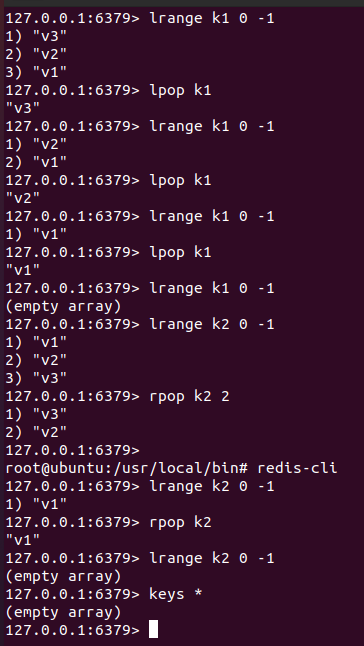 127.0.0.1:6379> lrange k1 0 -1
1) "v3"
2) "v2"
3) "v1"
127.0.0.1:6379> lpop k1
"v3"
127.0.0.1:6379> lrange k1 0 -1
1) "v2"
2) "v1"
127.0.0.1:6379> lpop k1
"v2"
127.0.0.1:6379> lrange k1 0 -1
1) "v1"
127.0.0.1:6379> lpop k1
"v1"
127.0.0.1:6379> lrange k1 0 -1
(empty array)
127.0.0.1:6379> lrange k2 0 -1
1) "v1"
2) "v2"
3) "v3"
127.0.0.1:6379> rpop k2 2
1) "v3"
2) "v2"
127.0.0.1:6379>
root@ubuntu:/usr/local/bin# redis-cli
127.0.0.1:6379> lrange k2 0 -1
1) "v1"
127.0.0.1:6379> rpop k2
"v1"
127.0.0.1:6379> lrange k2 0 -1
(empty array)
127.0.0.1:6379> keys *
(empty array)
127.0.0.1:6379>